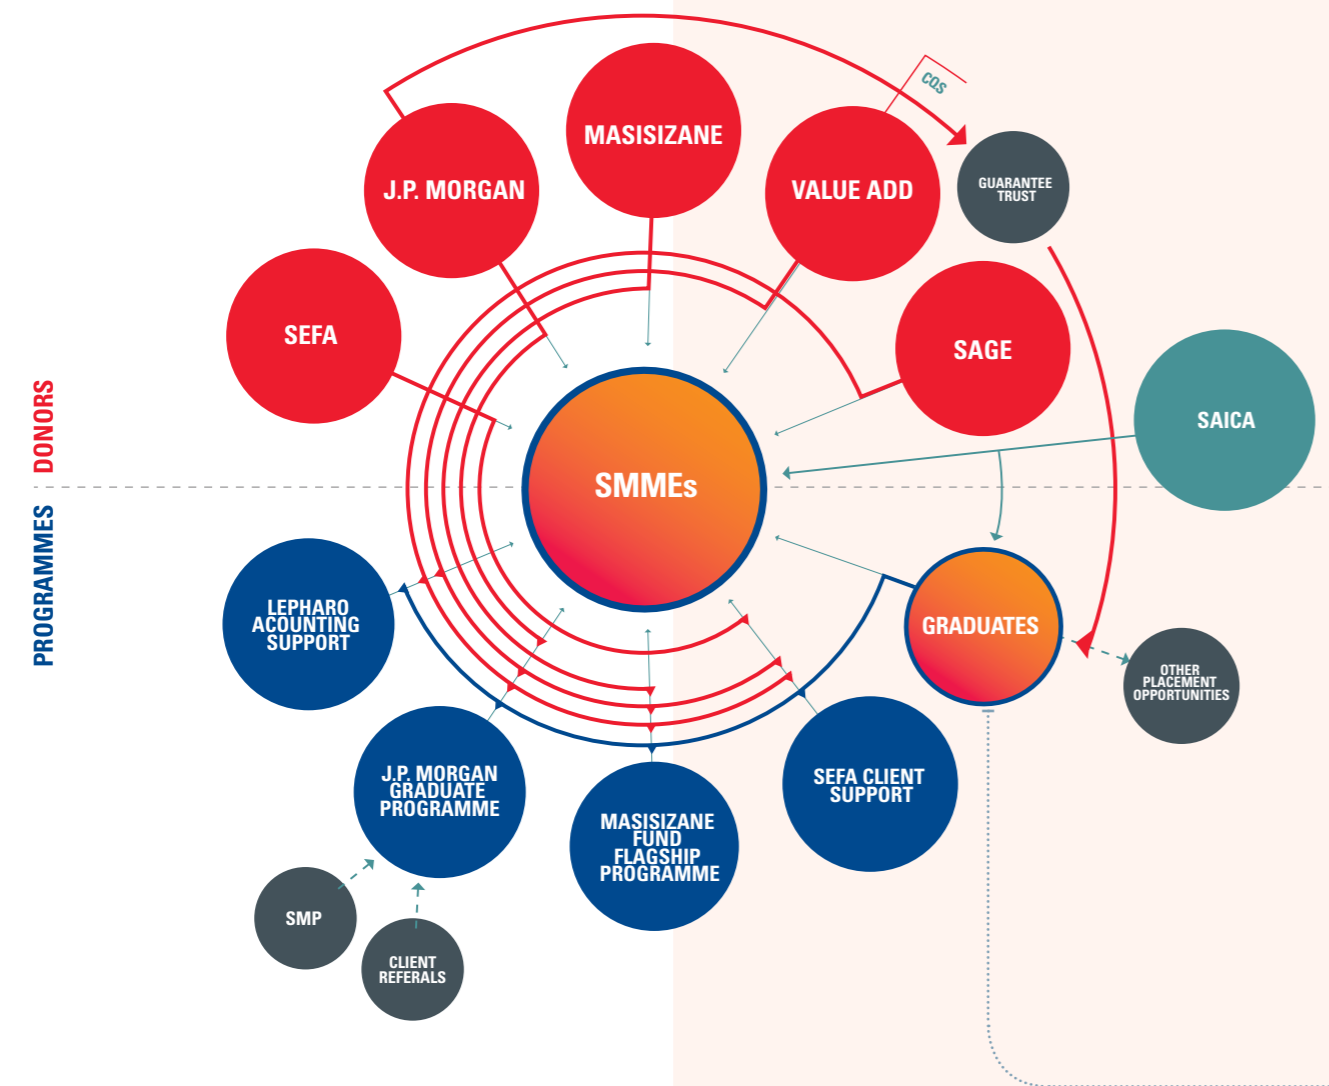 CQS
MASISIZANE
J.P. MORGAN
VALUE ADD
GUARANTEE
TRUST
SEFA
SAGE
SAICA
DONORS
SMMEs
PROGRAMMES
LEPHARO
ACOUNTING
SUPPORT
GRADUATES
OTHER
PLACEMENT
OPPORTUNITIES
J.P. MORGAN
GRADUATE
PROGRAMME
SEFA CLIENT
SUPPORT
MASISIZANE
FUND
FLAGSHIP
PROGRAMME
SMP
CLIENT
REFERALS